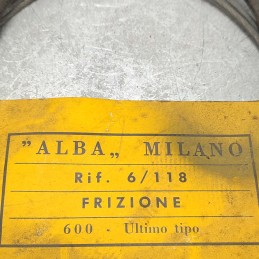 "ALBA„ MILANO
Rif. 6/118
FRIZIONE
600 - Ultimo tipo